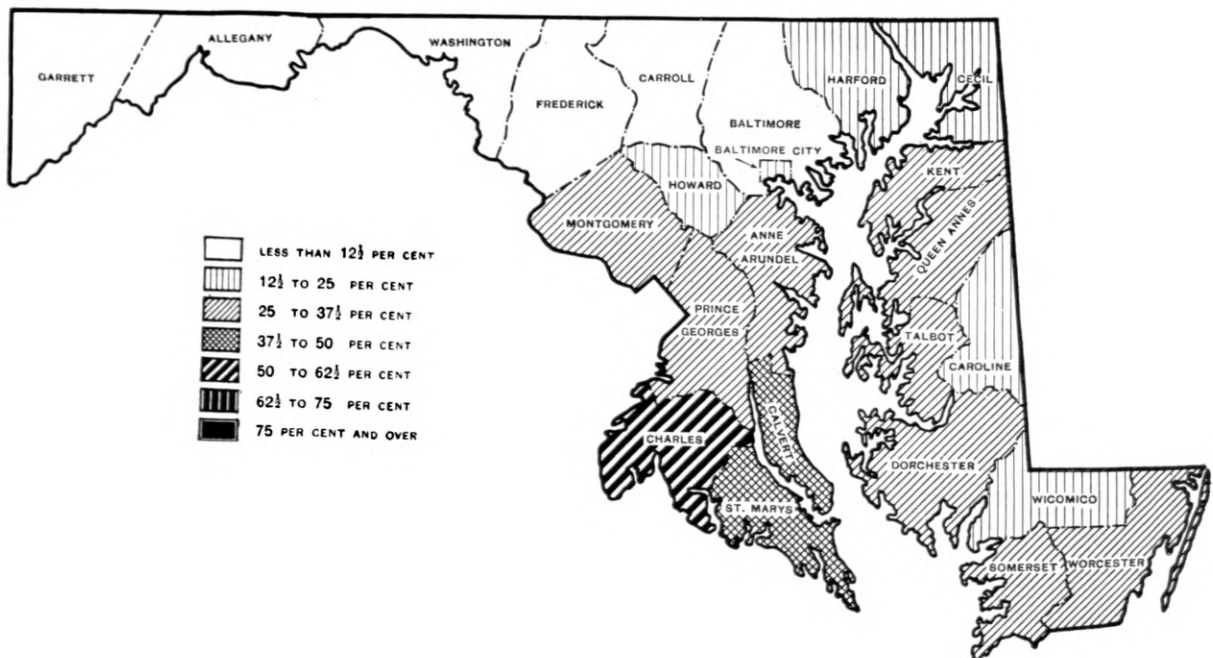 ALLEGANY
WASHINGTON
GARRETT
CARROLL
HARFORD
CECIL
FREDERICK
BALTIMORE
BALTIMORE CITY
KENT
HOWARD
MONTGOMERY
QUEEN ANNES
ANNE
ARUNDEL
PRINCE
GEORGES
TALBOT
CAROLINE
CALVERT
CHARLES
DORCHESTER
ST. MARYS
WICOMICO
SOMERSET
WORCESTER
LESS THAN 12½ PER CENT
12½ TO 25 PER CENT
25 TO 37½ PER CENT
37½ TO 50 PER CENT
50 TO 62½ PER CENT
62½ TO 75 PER CENT
75 PER CENT AND OVER